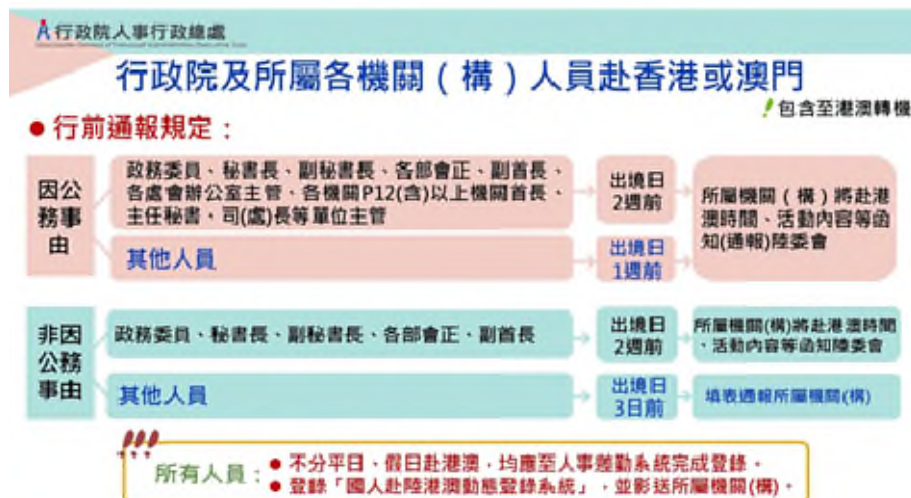 行政院人事行政總處
行政院及所屬各機關(構)人員赴香港或澳門
!包含至港澳轉機
●行前通報規定:
因公務事由
政務委員、秘書長、副秘書長、各部會正、副首長、
各處會辦公室主管、各機關P12(含)以上機關首長、
主任秘書,司(處)長等單位主管
出境日
2週前
所屬機關(構)將赴港
澳時間、活動內容等函
知(通報)陸委會
其他人員
出境日
1週前
非因公務事由
政務委員、秘書長、副秘書長、各部會正、副首長
出境日
2週前
所屬機關(構)將赴港澳時間
、活動內容等函知陸委會
其他人員
出境日
3日前
填表通報所屬機關(構)
所有人員:
●不分平日、假日赴港澳,均應至人事差勤系統完成登錄。
●登錄「國人赴陸港澳動態登錄系統」,並影送所屬機關(構)。